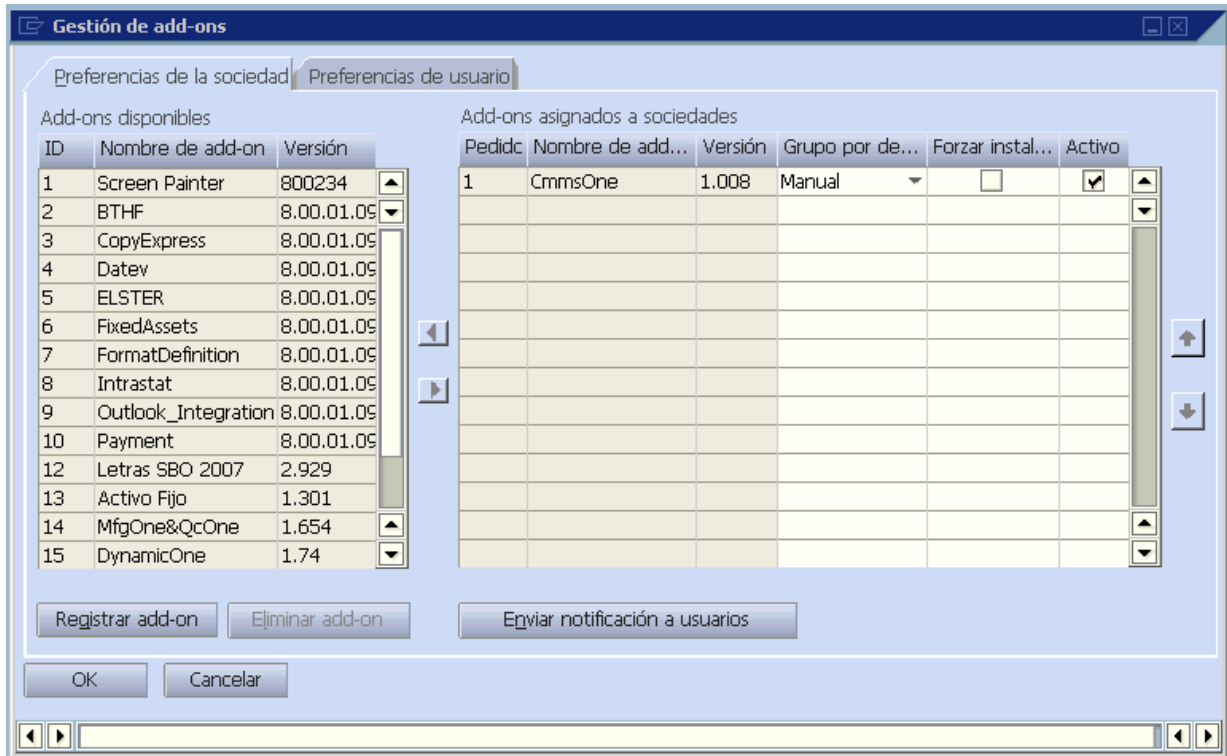 Gestión de add-ons
Preferencias de la sociedad Preferencias de usuario
Add-ons disponibles
ID Nombre de add-on Versión
1 Screen Painter 800234
2 BTHF 8.00.01.09
3 CopyExpress 8.00.01.09
4 Datev 8.00.01.09
5 ELSTER 8.00.01.09
6 FixedAssets 8.00.01.09
7 FormatDefinition 8.00.01.09
8 Intrastat 8.00.01.09
9 Outlook_Integration 8.00.01.09
10 Payment 8.00.01.09
12 Letras SBO 2007 2.929
13 Activo Fijo 1.301
14 MfgOne&QcOne 1.654
15 DynamicOne 1.74
Registrar add-on Eliminar add-on
Add-ons asignados a sociedades
Pedido Nombre de add... Versión Grupo por de... Forzar instal... Activo
1 CmmsOne 1.008 Manual
Enviar notificación a usuarios
OK Cancelar